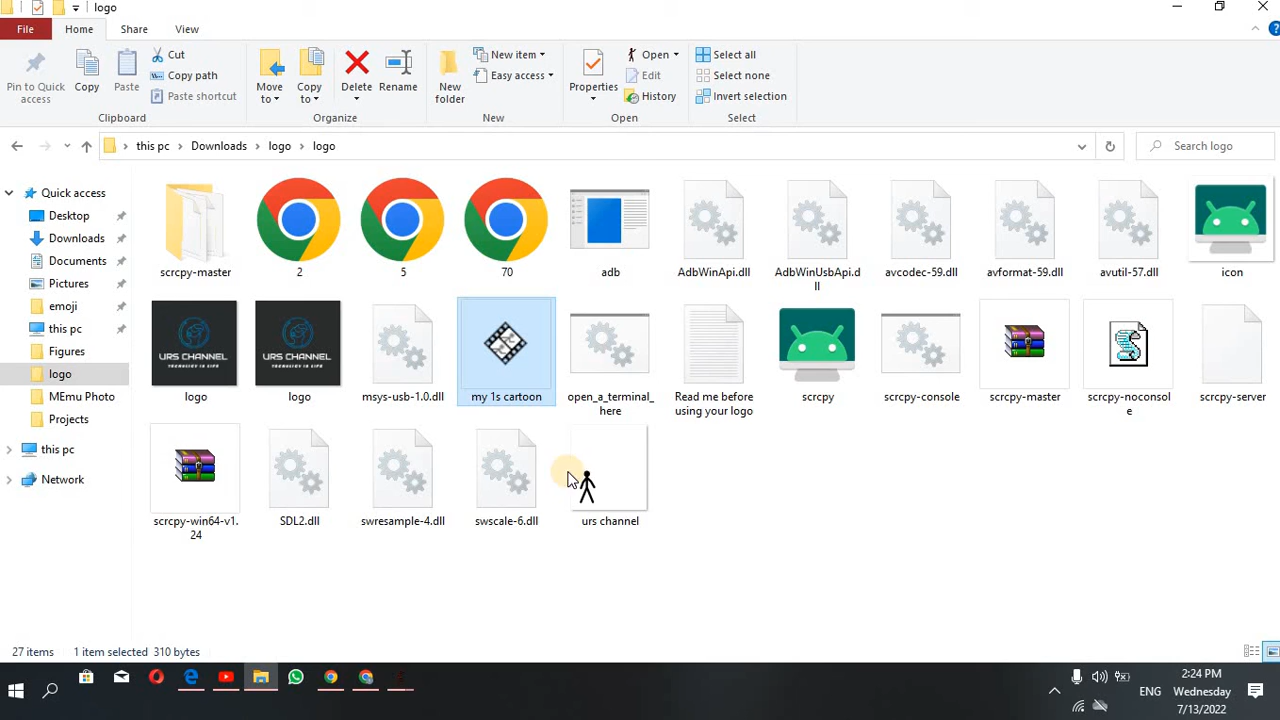 logo
File Home Share View
Pin to Quick access
Copy
Paste
Cut
Copy path
Paste shortcut
Move to
Copy to
Delete
Rename
New folder
New item
Easy access
Properties
Open
Edit
History
Select all
Select none
Invert selection
Clipboard Organize New Open Select
this pc Downloads logo logo
Search logo
Quick access
Desktop
Downloads
Documents
Pictures
emoji
this pc
Figures
logo
MEmu Photo
Projects
this pc
Network
scrcpy-master
2
5
70
adb
AdbWinApi.dll
AdbWinUsbApi.d
ll
avcodec-59.dll
avformat-59.dll
avutil-57.dll
icon
URS CHANNEL
URS CHANNEL
logo
logo
msys-usb-1.0.dll
my 1s cartoon
open_a_terminal_
here
Read me before
using your logo
scrcpy
scrcpy-console
scrcpy-master
scrcpy-noconsol
e
scrcpy-server
scrcpy-win64-v1.
24
SDL2.dll
swresample-4.dll
swscale-6.dll
urs channel
27 items 1 item selected 310 bytes
2:24 PM
ENG Wednesday
7/13/2022